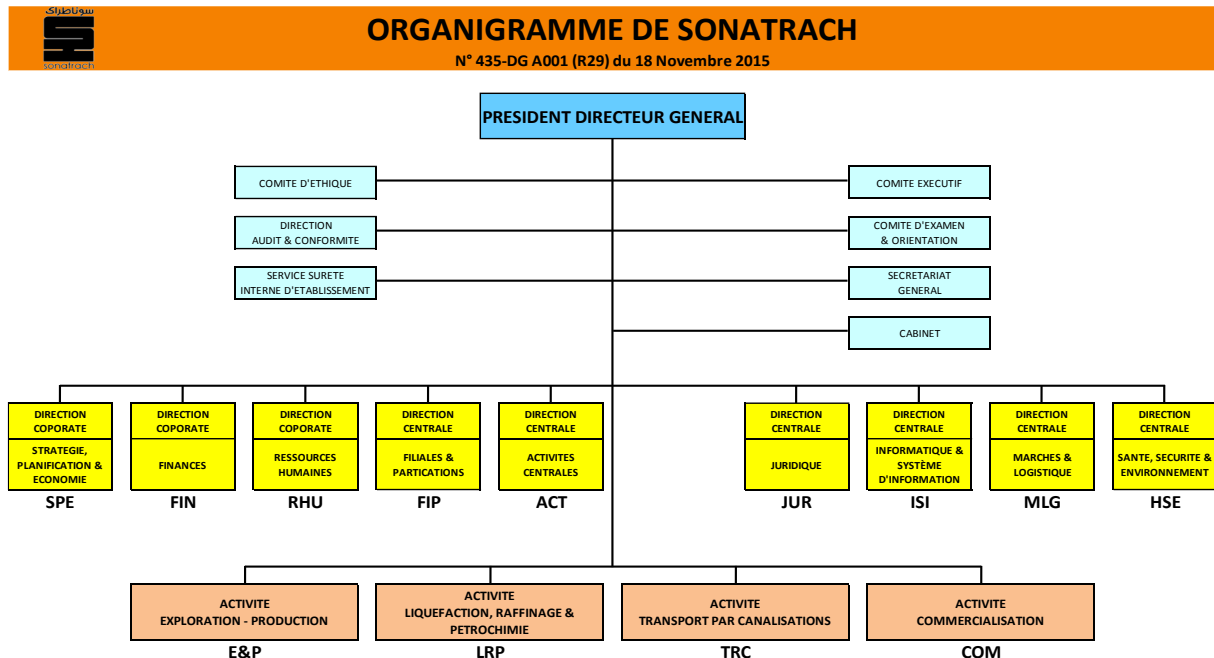 سوناطراك
sonatrach
ORGANIGRAMME DE SONATRACH
N° 435-DG A001 (R29) du 18 Novembre 2015
PRESIDENT DIRECTEUR GENERAL
COMITE D'ETHIQUE
COMITE EXECUTIF
DIRECTION
AUDIT & CONFORMITE
COMITE D'EXAMEN
& ORIENTATION
SERVICE SURETE
INTERNE D'ETABLISSEMENT
SECRETARIAT
GENERAL
CABINET
DIRECTION
COPORATE
STRATEGIE,
PLANIFICATION &
ECONOMIE
SPE
DIRECTION
COPORATE
FINANCES
FIN
DIRECTION
COPORATE
RESSOURCES
HUMAINES
RHU
DIRECTION
CENTRALE
FILIALES &
PARTICATIONS
FIP
DIRECTION
CENTRALE
ACTIVITES
CENTRALES
ACT
DIRECTION
CENTRALE
JURIDIQUE
JUR
DIRECTION
CENTRALE
INFORMATIQUE &
SYSTÈME
D'INFORMATION
ISI
DIRECTION
CENTRALE
MARCHES &
LOGISTIQUE
MLG
DIRECTION
CENTRALE
SANTE, SECURITE &
ENVIRONNEMENT
HSE
ACTIVITE
EXPLORATION - PRODUCTION
E&P
ACTIVITE
LIQUEFACTION, RAFFINAGE &
PETROCHIMIE
LRP
ACTIVITE
TRANSPORT PAR CANALISATIONS
TRC
ACTIVITE
COMMERCIALISATION
COM